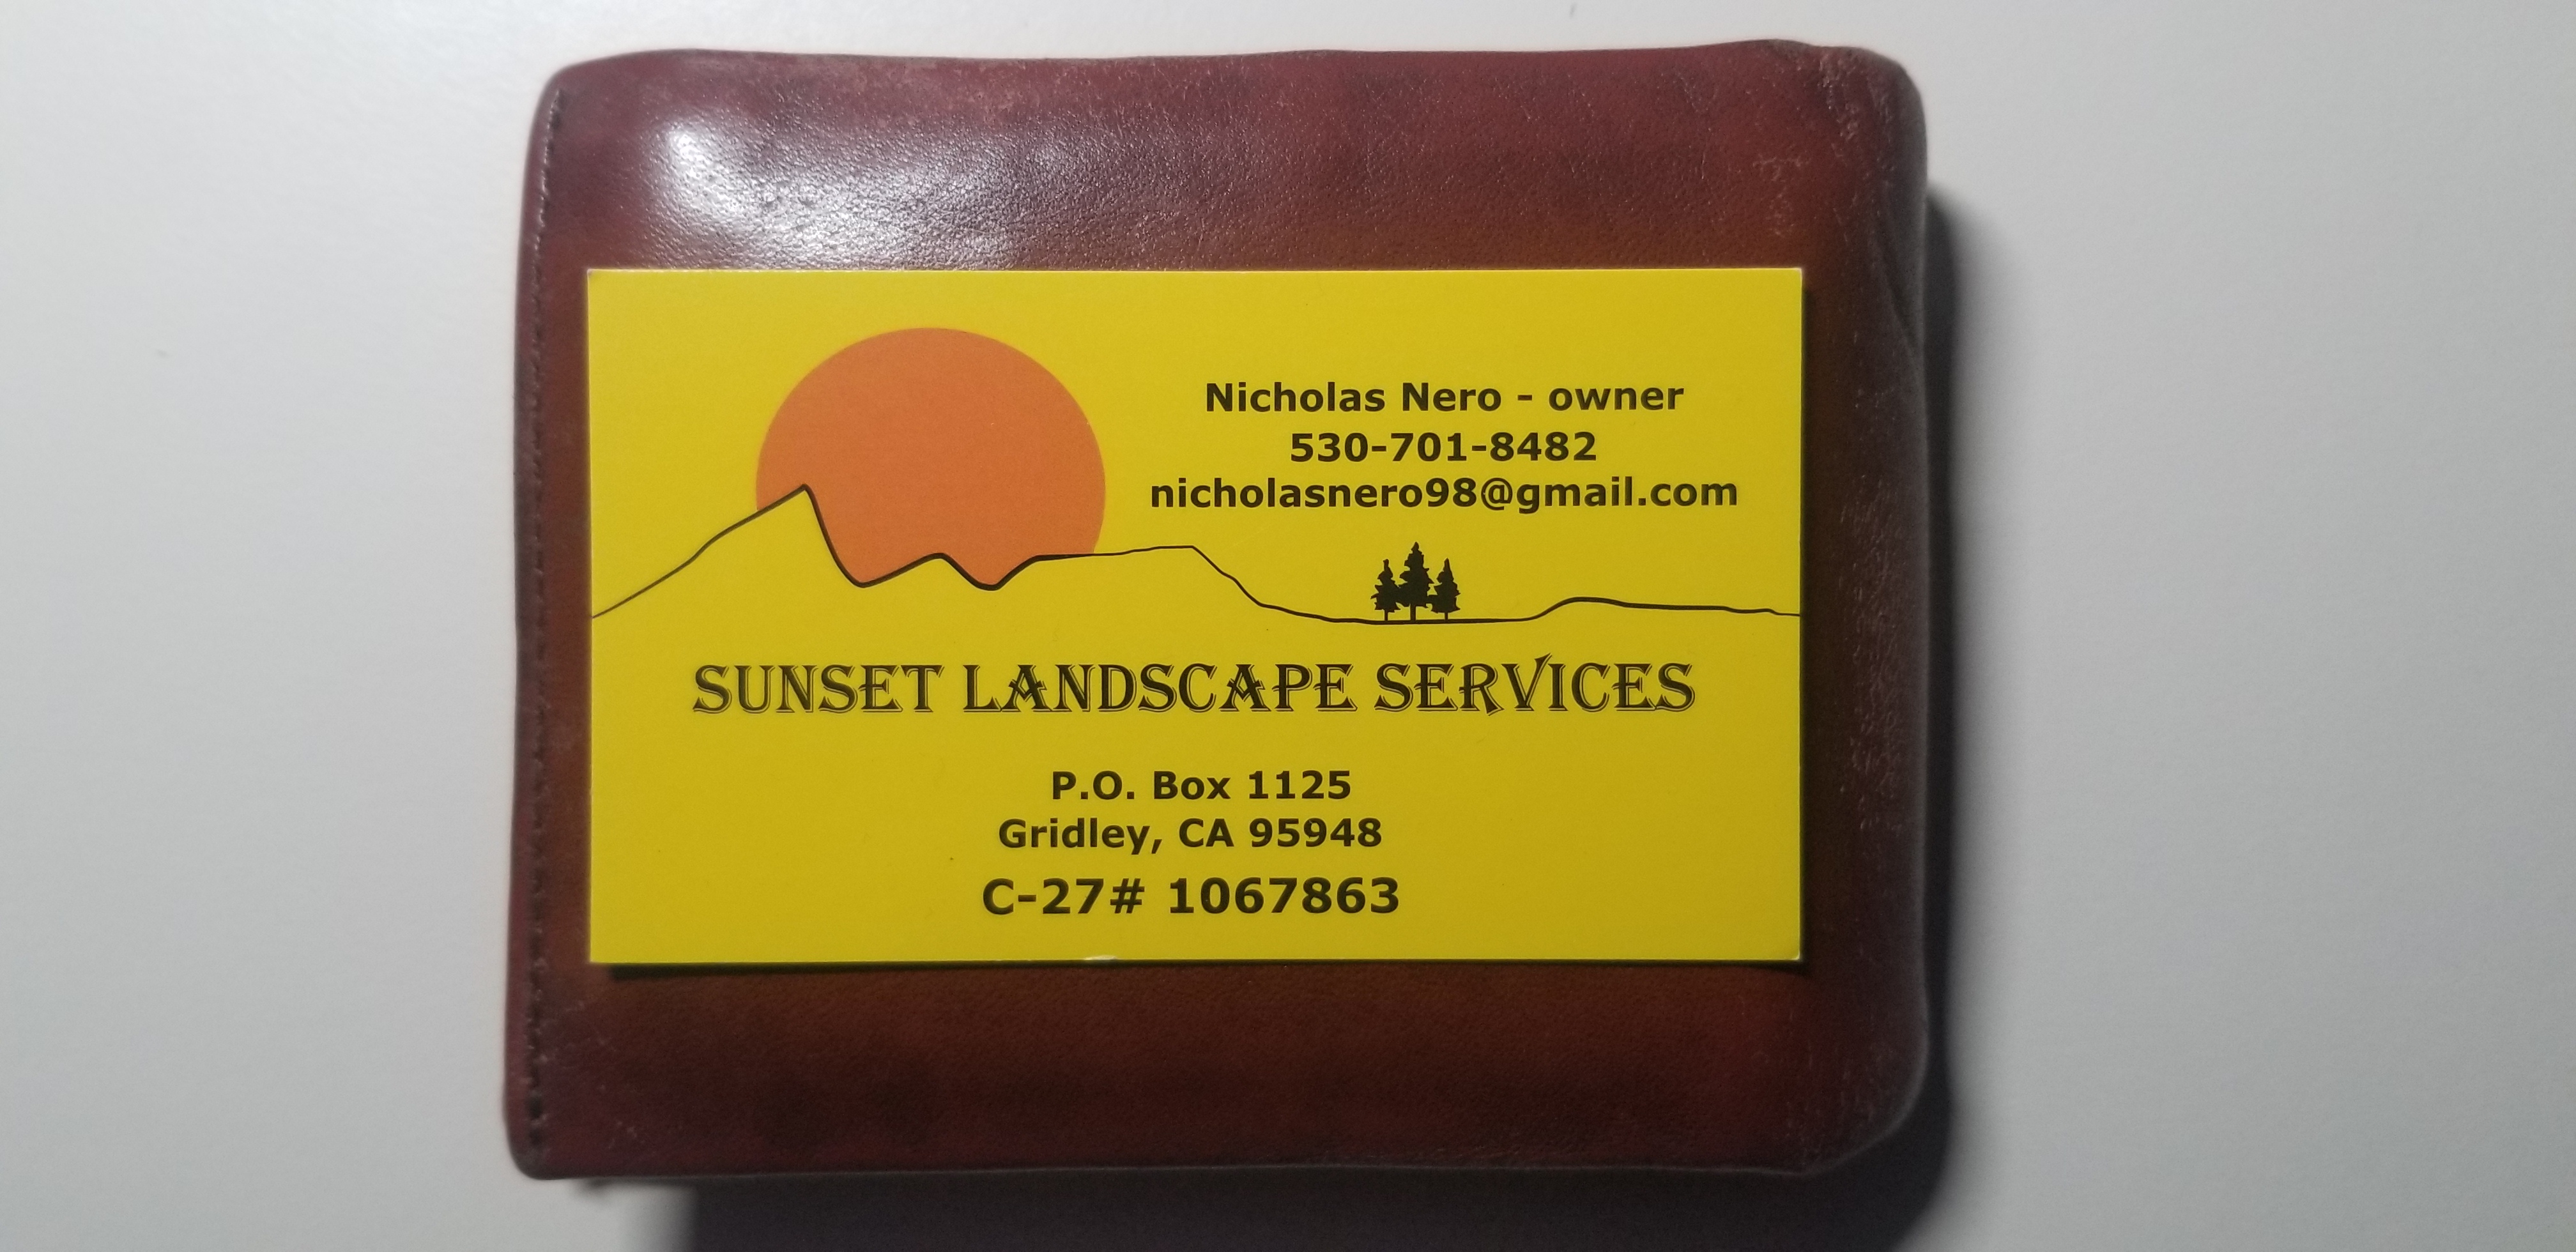 Nicholas Nero - owner
530-701-8482
nicholasnero98@gmail.com
SUNSET LANDSCAPE SERVICES
P.O. Box 1125
Gridley, CA 95948
C-27# 1067863